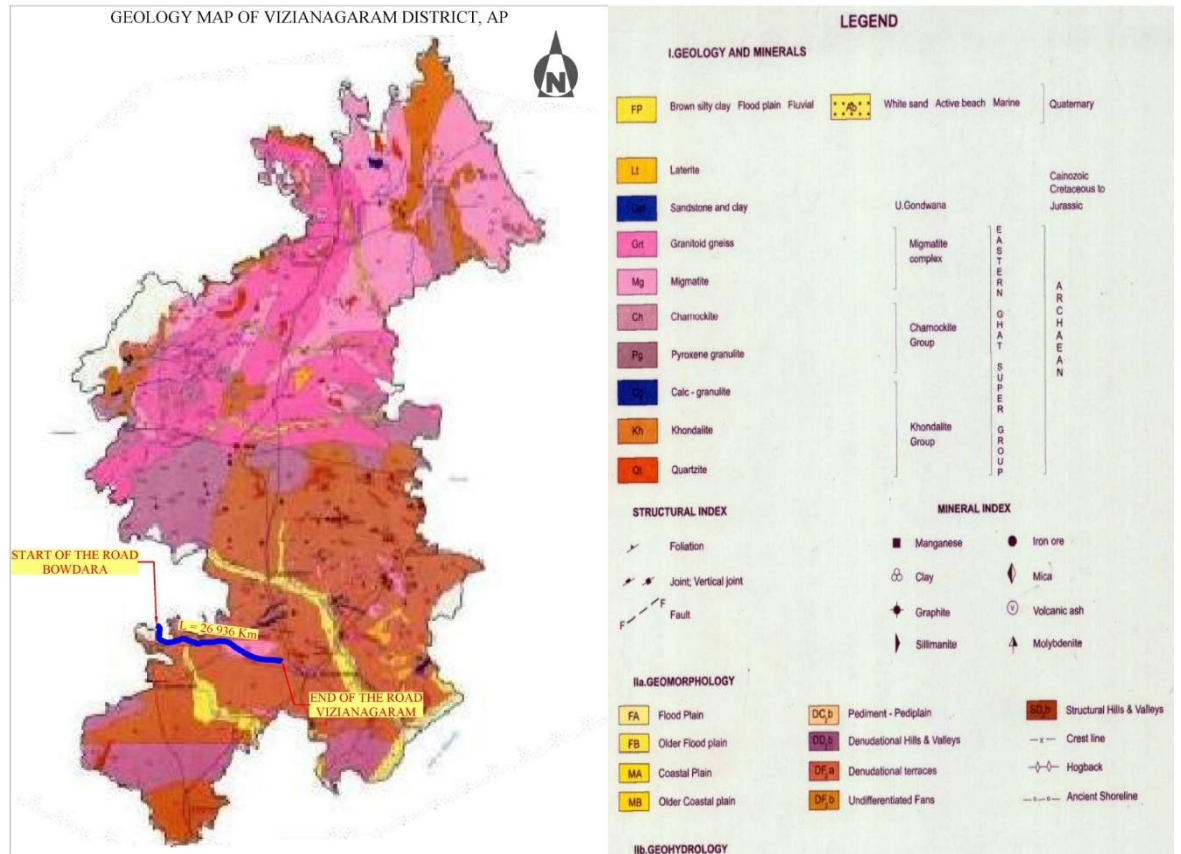 GEOLOGY MAP OF VIZIANAGARAM DISTRICT, AP
N
START OF THE ROAD
BOWDARA
L = 26.936 Km
END OF THE ROAD
VIZIANAGARAM
LEGEND
I.GEOLOGY AND MINERALS
FP Brown silty clay Flood plain Fluvial White sand Active beach Marine Quaternary
Lt Laterite Cainozoic
Sandstone and clay U.Gondwana Cretaceous to
Jurassic
Grt Granitoid gneiss Migmatite
complex
Mg Migmatite
Ch Charnockite Charnockite
Group
Pg Pyroxene granulite
Calc - granulite
Kh Khondalite Khondalite
Group
Qt Quartzite
EASTERN GHAT SUPER GROUP
ARCHAEAN
STRUCTURAL INDEX
Foliation
Joint; Vertical joint
F F Fault
MINERAL INDEX
Manganese Iron ore
Clay Mica
Graphite V Volcanic ash
Sillimanite Molybdenite
IIa.GEOMORPHOLOGY
FA Flood Plain Pediment - Pediplain Structural Hills & Valleys
FB Older Flood plain Denudational Hills & Valleys Crest line
MA Coastal Plain Denudational terraces Hogback
MB Older Coastal plain Undifferentiated Fans Ancient Shoreline
IIb.GEOHYDROLOGY